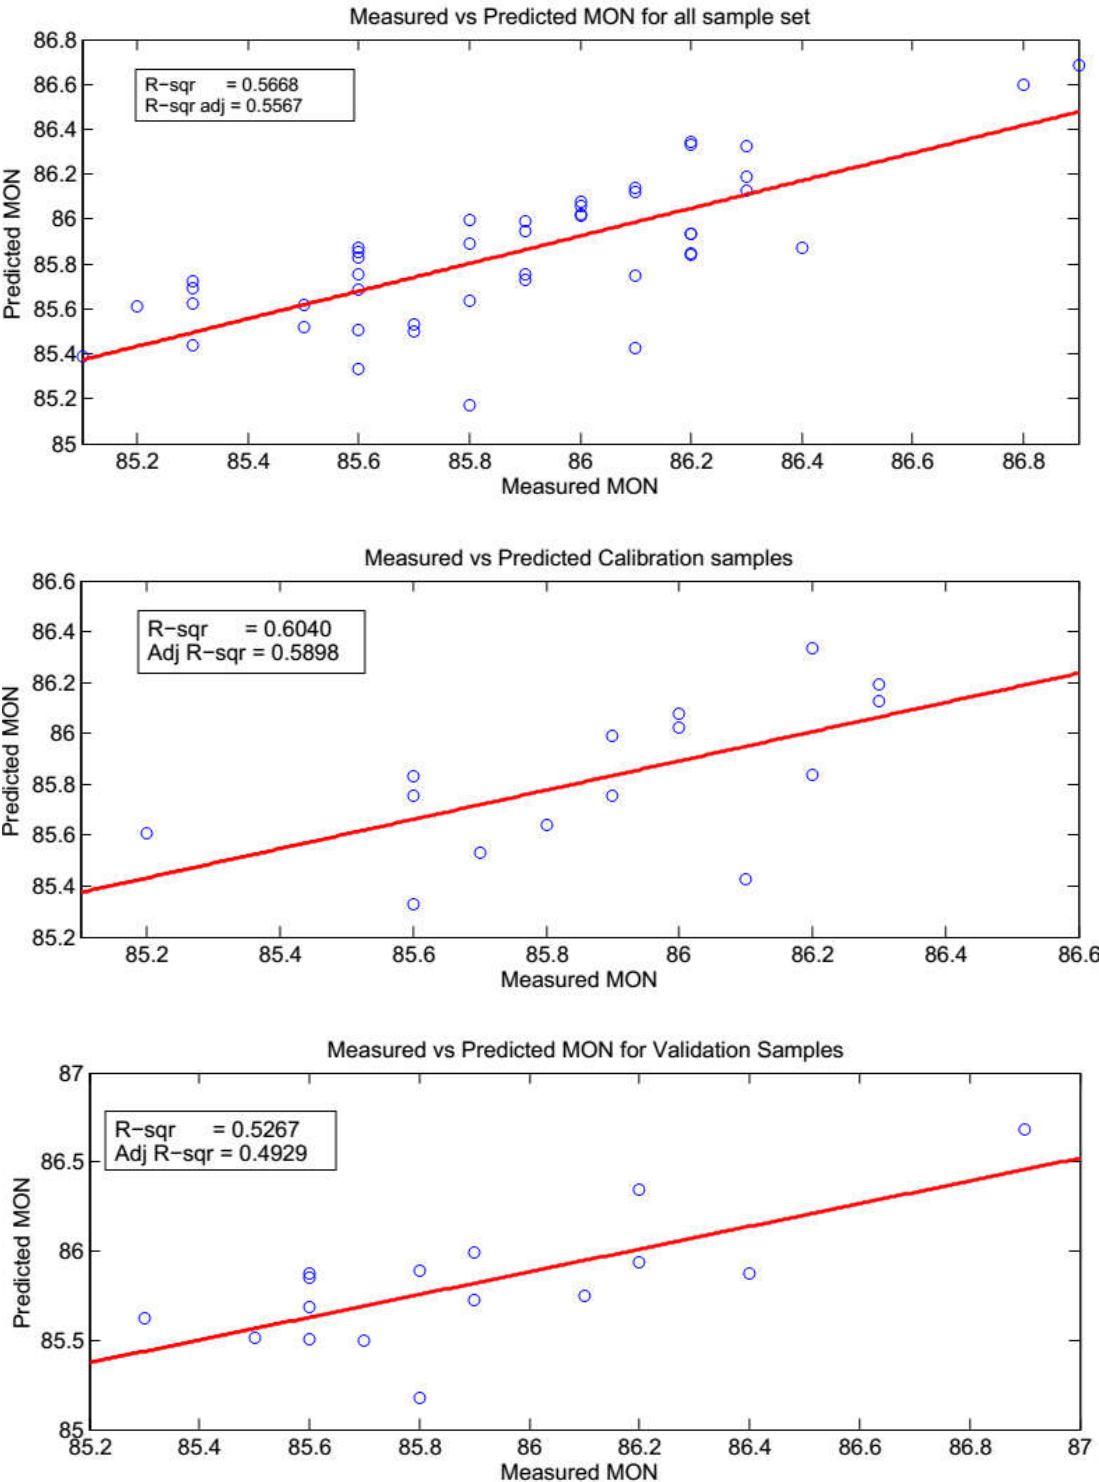 Measured vs Predicted MON for all sample set
R−sqr = 0.5668
R−sqr adj = 0.5567
86.8
86.6
86.4
86.2
86
85.8
85.6
85.4
85.2
85
Predicted MON
85.2 85.4 85.6 85.8 86 86.2 86.4 86.6 86.8
Measured MON
Measured vs Predicted Calibration samples
R−sqr = 0.6040
Adj R−sqr = 0.5898
86.6
86.4
86.2
86
85.8
85.6
85.4
85.2
Predicted MON
85.2 85.4 85.6 85.8 86 86.2 86.4 86.6
Measured MON
Measured vs Predicted MON for Validation Samples
R−sqr = 0.5267
Adj R−sqr = 0.4929
87
86.5
86
85.5
85
Predicted MON
85.2 85.4 85.6 85.8 86 86.2 86.4 86.6 86.8 87
Measured MON